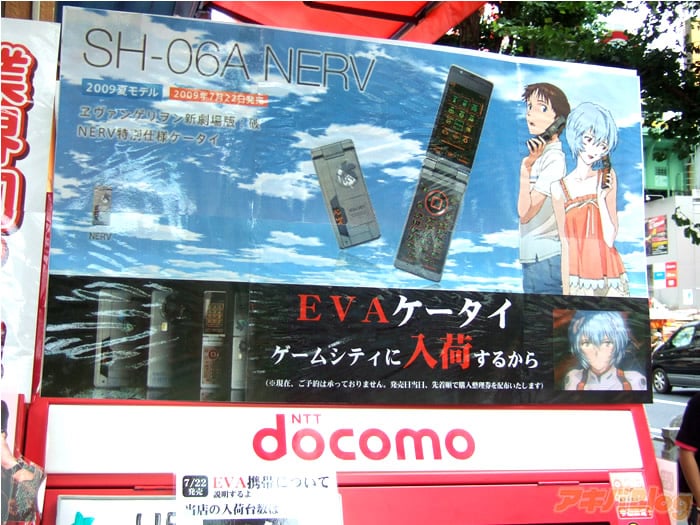 SH-06A NERV
2009夏モデル 2009年7月22日発売
ヱヴァンゲリヲン新劇場版：破
NERV特別仕様ケータイ
NERV
業界初
EVAケータイ
ゲームシティに入荷するから
(※現在、ご予約は承っておりません。発売日当日、先着順で購入整理券を配布いたします)
NTT
docomo
7/22
発売
EVA携帯について
説明するよ
当店の入荷台数は
アキバBlog